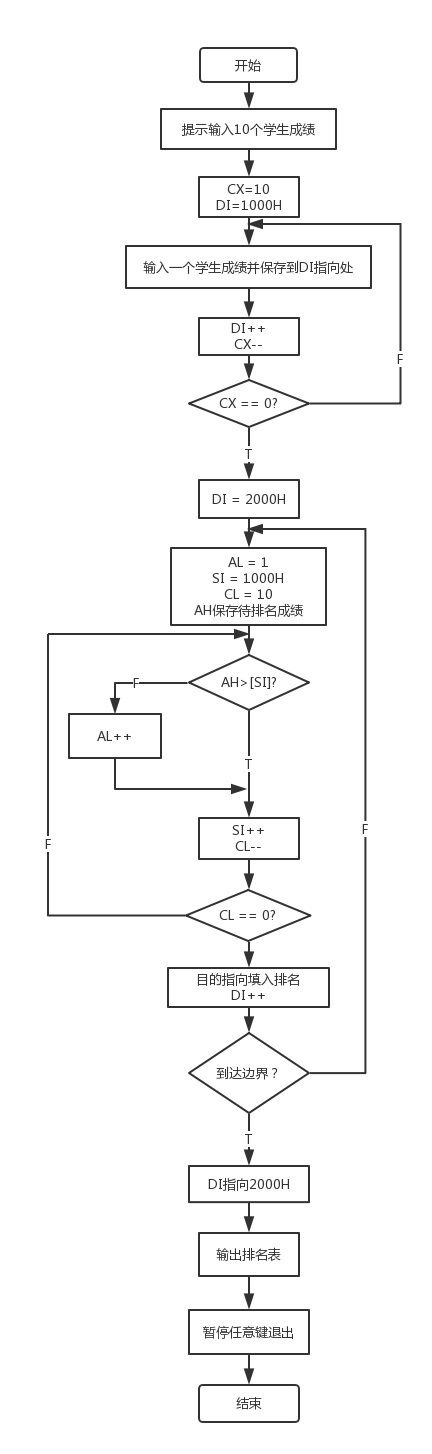 开始
提示输入10个学生成绩
CX=10
DI=1000H
输入一个学生成绩并保存到DI指向处
DI++
CX--
F
CX == 0?
T
DI = 2000H
AL = 1
SI = 1000H
CL = 10
AH保存待排名成绩
F
AH>[SI]?
AL++
T
SI++
CL--
F
F
CL == 0?
目的指向填入排名
DI++
到达边界？
T
DI指向2000H
输出排名表
暂停任意键退出
结束